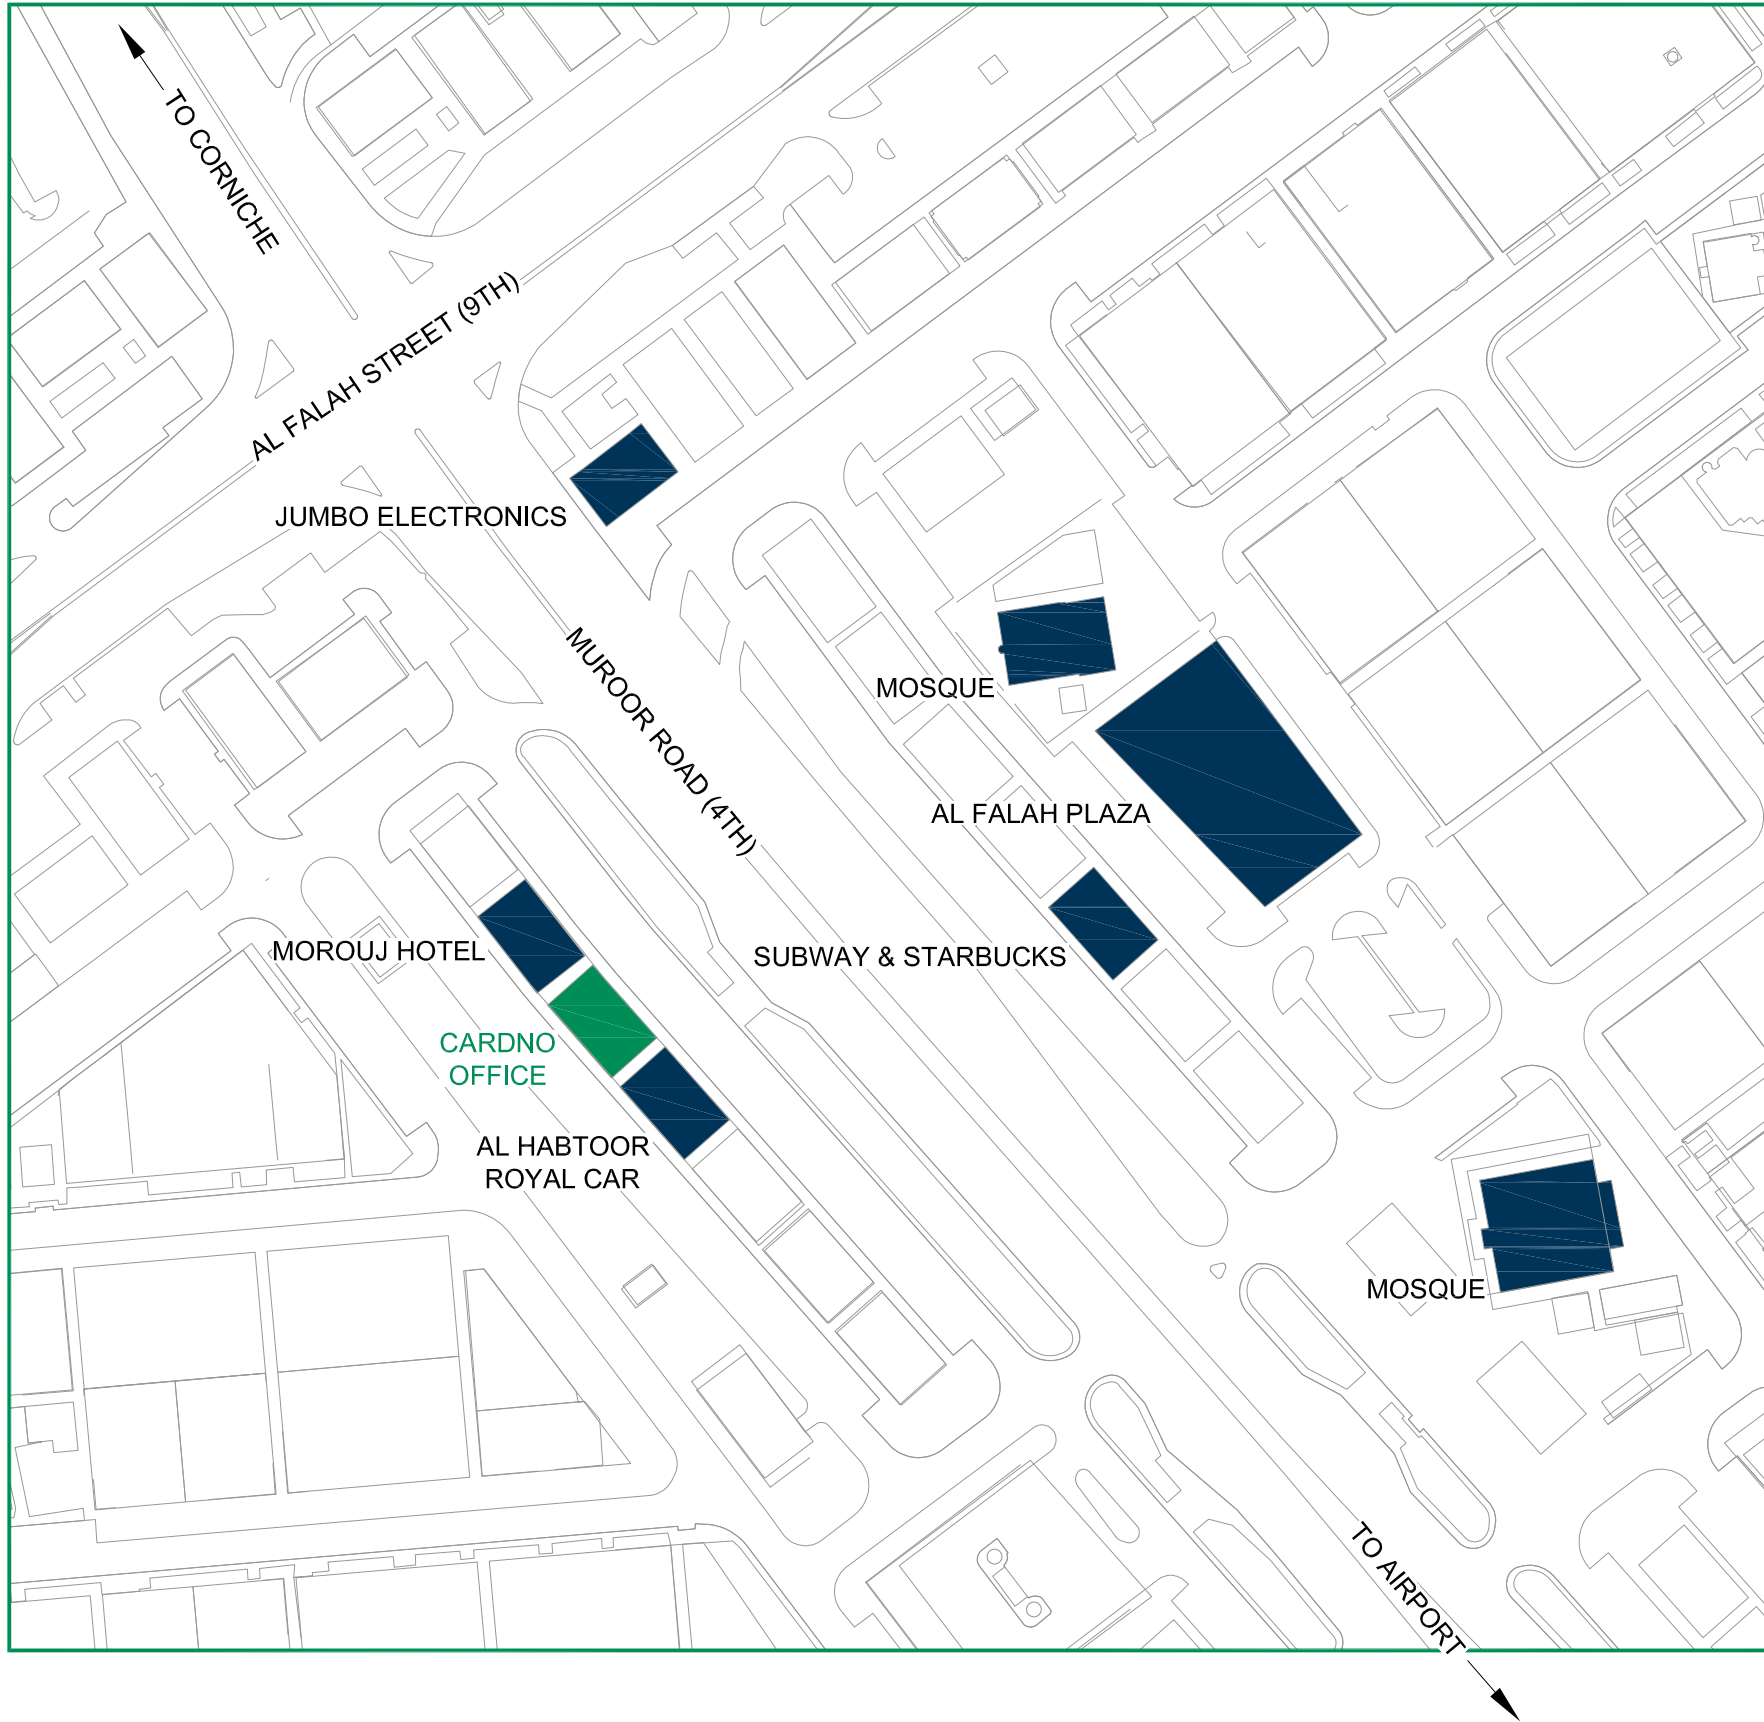 TO CORNICHE
AL FALAH STREET (9TH)
JUMBO ELECTRONICS
MUROOR ROAD (4TH)
MOSQUE
AL FALAH PLAZA
MOROUJ HOTEL
SUBWAY & STARBUCKS
CARDNO
OFFICE
AL HABTOOR
ROYAL CAR
MOSQUE
TO AIRPORT